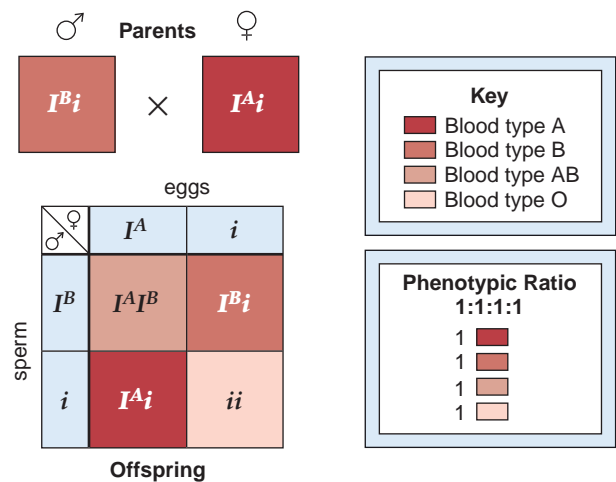 ♂ Parents ♀
I^B i × I^A i
eggs
♀
♂
I^A i
sperm
I^B I^A I^B I^B i
i I^A i ii
Offspring
Key
Blood type A
Blood type B
Blood type AB
Blood type O
Phenotypic Ratio
1:1:1:1
1
1
1
1